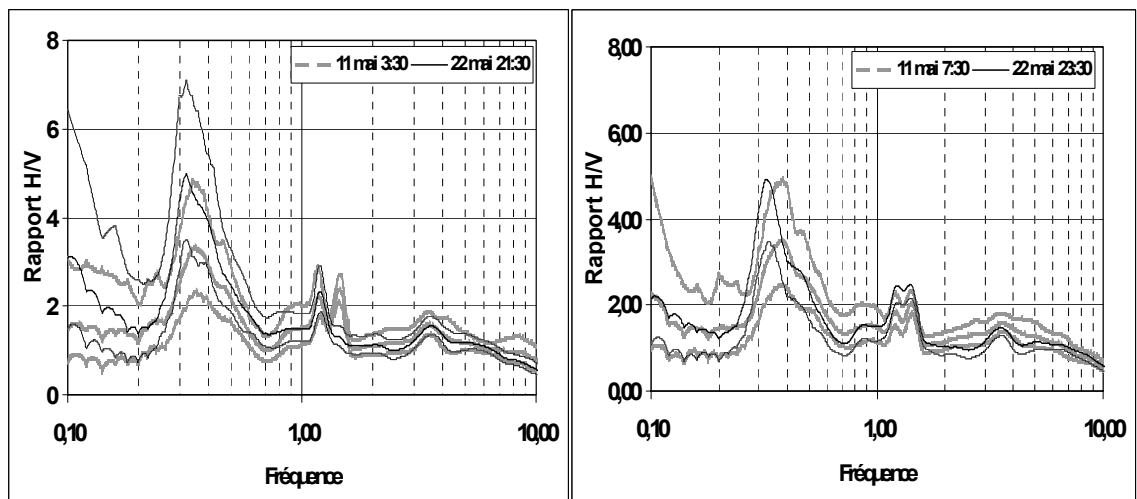 8
6
4
2
0
Rapport H/V
11 mai 3:30
22 mai 21:30
0,10
1,00
10,00
Fréquence
8,00
6,00
4,00
2,00
0,00
Rapport H/V
11 mai 7:30
22 mai 23:30
0,10
1,00
10,00
Fréquence